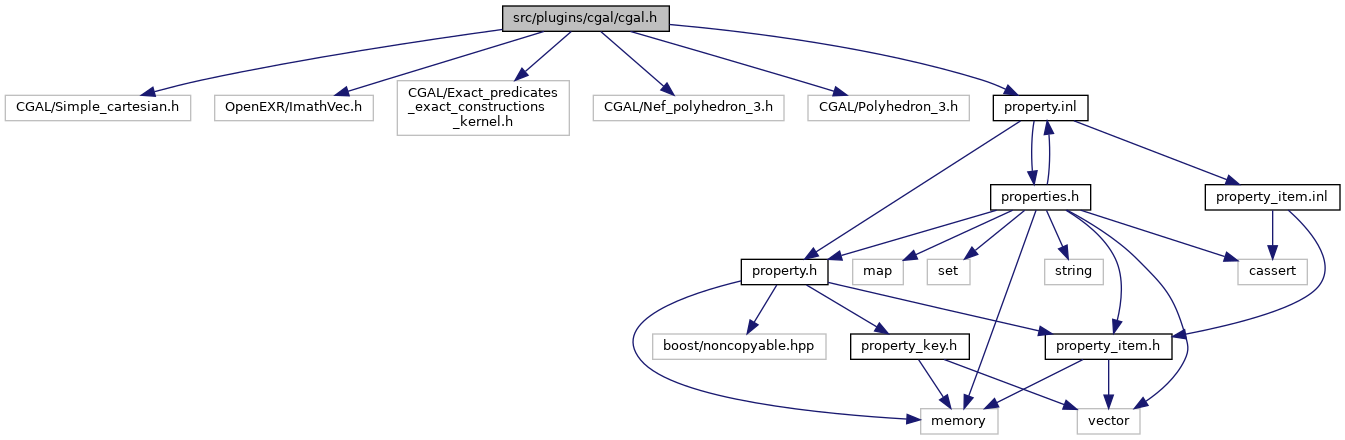 src/plugins/cgal/cgal.h
CGAL/Simple_cartesian.h
OpenEXR/ImathVec.h
CGAL/Exact_predicates
_exact_constructions
_kernel.h
CGAL/Nef_polyhedron_3.h
CGAL/Polyhedron_3.h
property.inl
properties.h
property_item.inl
property.h
map
set
string
cassert
boost/noncopyable.hpp
property_key.h
property_item.h
memory
vector